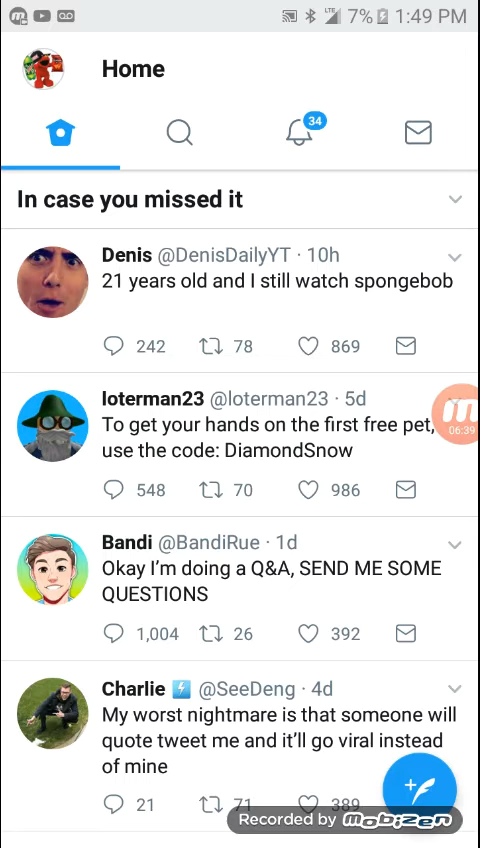 LTE 7% 1:49 PM
Home
34
In case you missed it
Denis @DenisDailyYT · 10h
21 years old and I still watch spongebob
242 78 869
loterman23 @loterman23 · 5d
To get your hands on the first free pet,
use the code: DiamondSnow
06:39
548 70 986
Bandi @BandiRue · 1d
Okay I'm doing a Q&A, SEND ME SOME
QUESTIONS
1,004 26 392
Charlie @SeeDeng · 4d
My worst nightmare is that someone will
quote tweet me and it'll go viral instead
of mine
21 71 389
Recorded by Mobizen